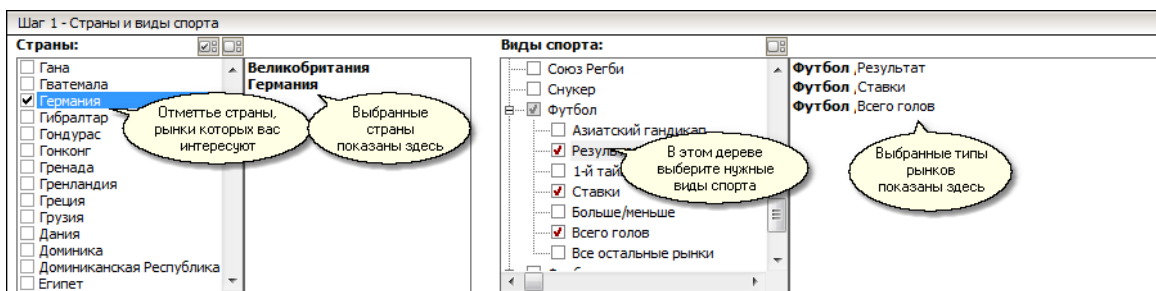 Шаг 1 - Страны и виды спорта
Страны:
Гана
Гватемала
Германия
Гибралтар
Гондурас
Гонконг
Гренада
Гренландия
Греция
Грузия
Дания
Доминика
Доминиканская Республика
Египет
Великобритания
Германия
Отметтье страны,
рынки которых вас
интересуют
Выбранные
страны
показаны здесь
Виды спорта:
Союз Регби
Снукер
Футбол
Азиатский гандикап
1-й
Ставки
Больше/меньше
Всего голов
Все остальные рынки
В этом дереве
выберите нужные
виды спорта
Футбол ,Результат
Футбол ,Ставки
Футбол ,Всего голов
Выбранные типы
рынков
показаны здесь